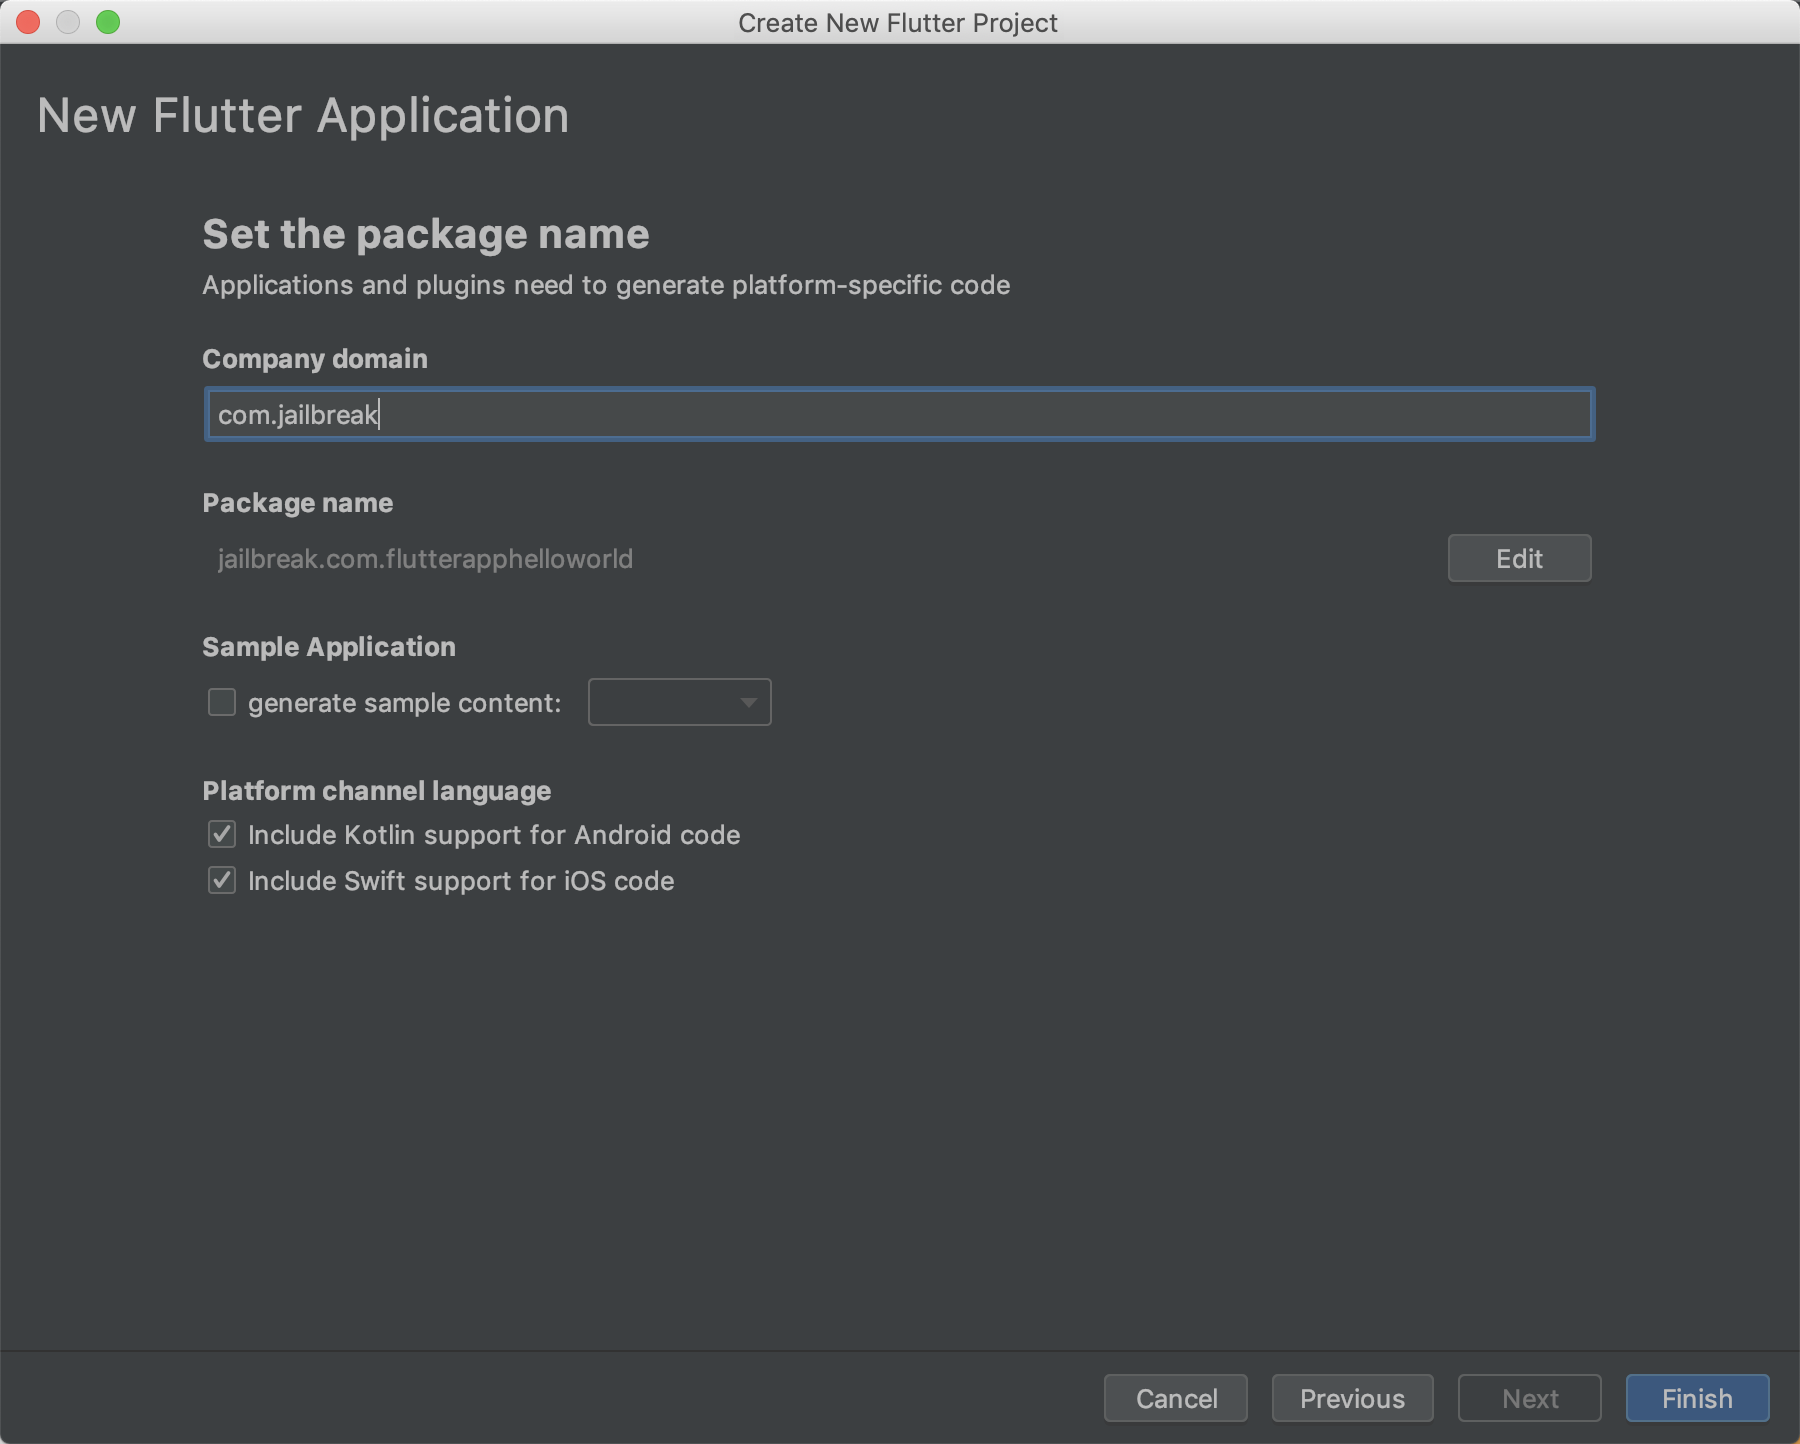 Create New Flutter Project
New Flutter Application
Set the package name
Applications and plugins need to generate platform-specific code
Company domain
com.jailbreak
Package name
jailbreak.com.flutterapphelloworld
Edit
Sample Application
generate sample content:
Platform channel language
Include Kotlin support for Android code
Include Swift support for iOS code
Cancel
Previous
Next
Finish